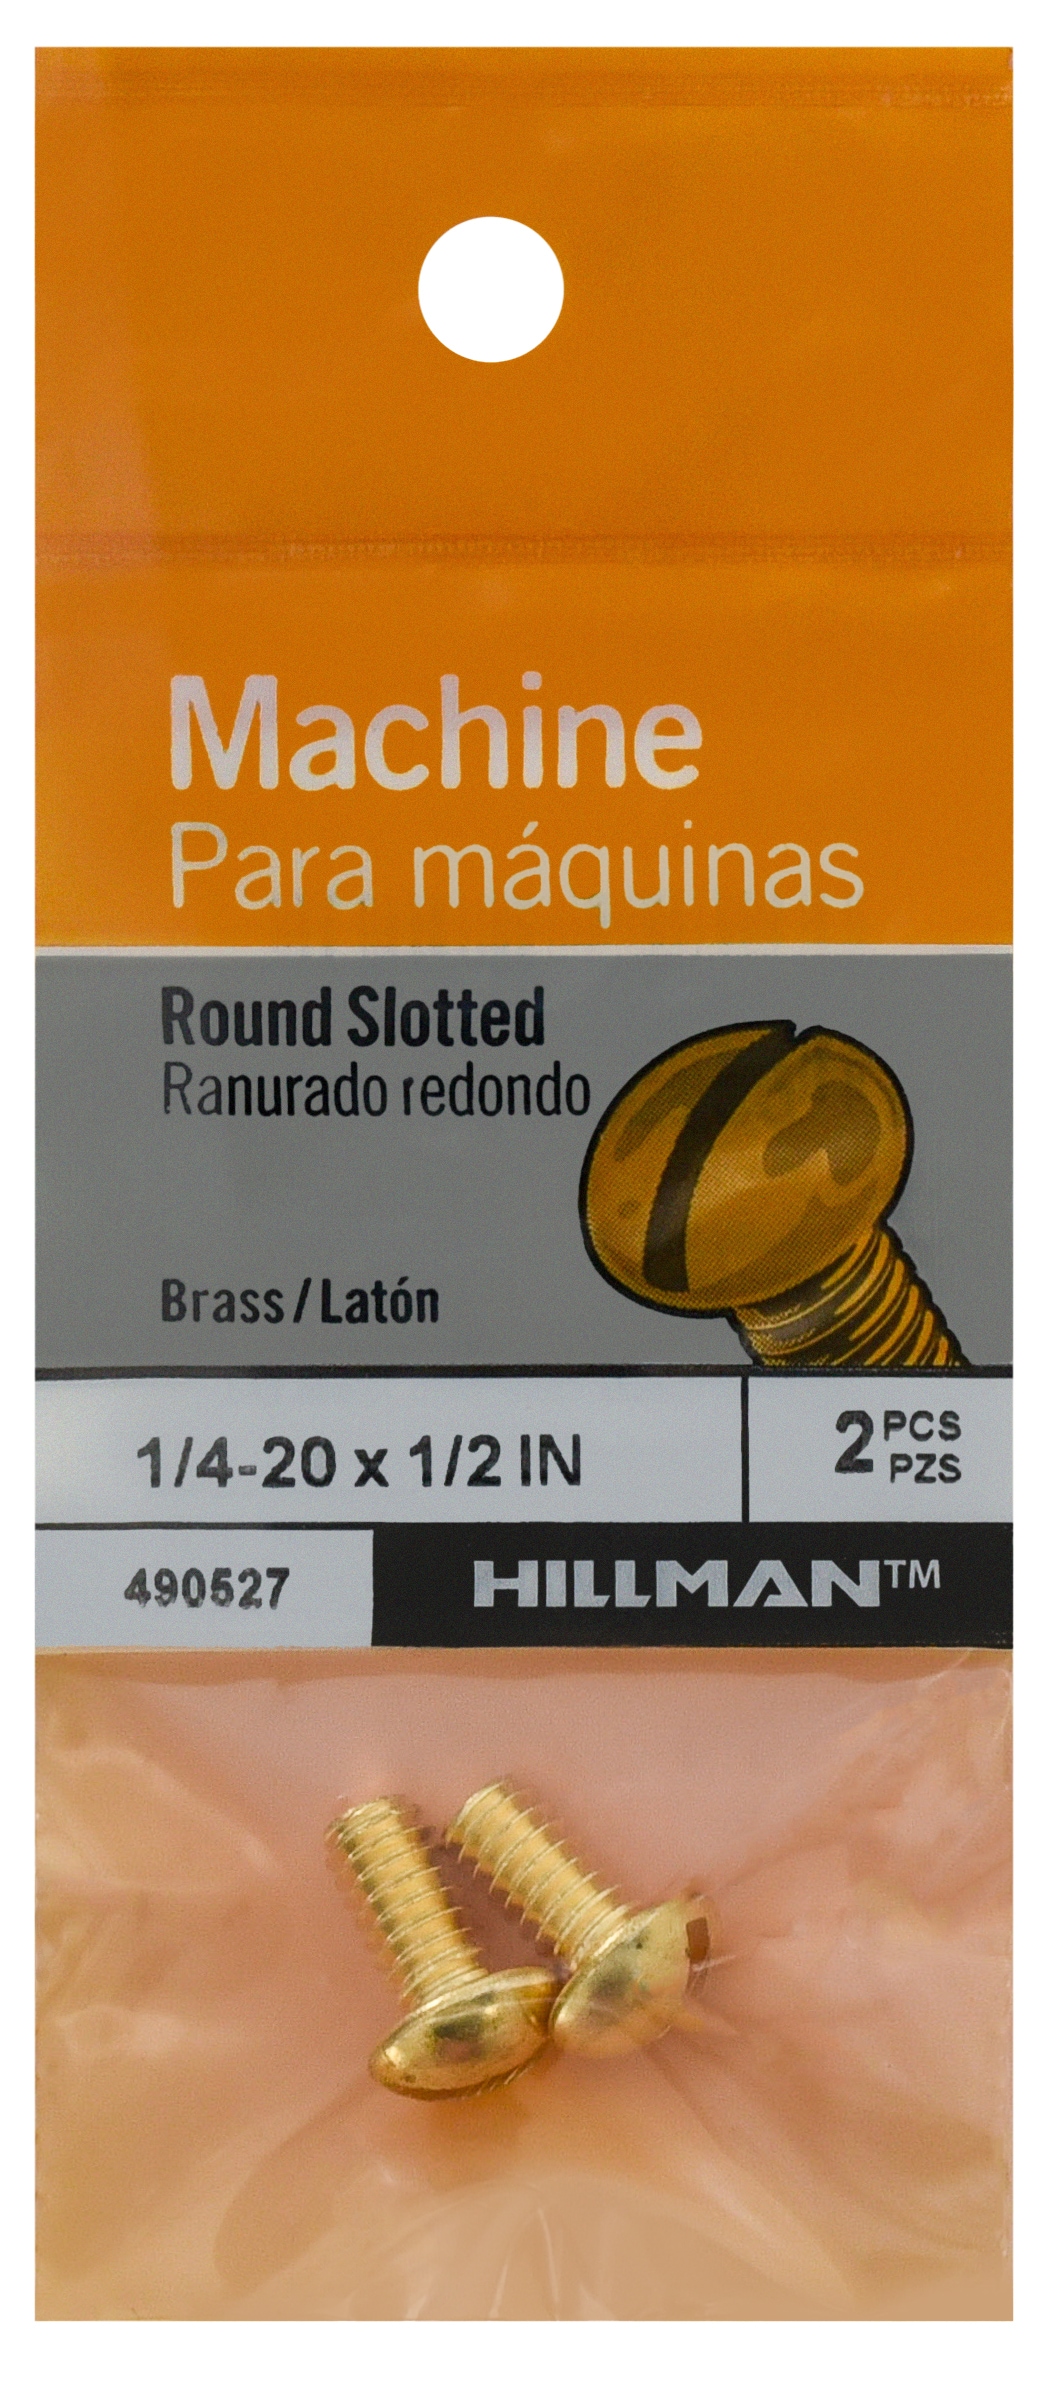 Machine
Para máquinas
Round Slotted
Ranurado redondo
Brass / Latón
1/4-20 x 1/2 IN
2 PCS
PZS
490527
HILLMAN™